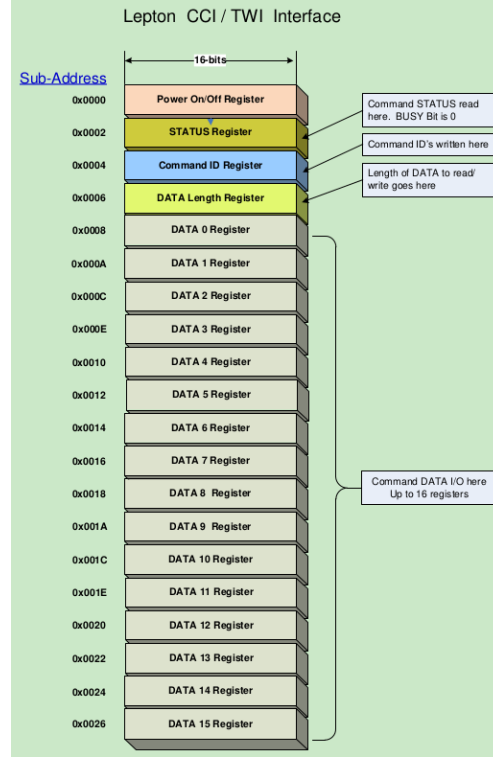 Lepton CCI / TWI Interface
16-bits
Sub-Address
0x0000 Power On/Off Register
Command STATUS read
here. BUSY Bit is 0
0x0002 STATUS Register
Command ID's written here
0x0004 Command ID Register
Length of DATA to read/
write goes here
0x0006 DATA Length Register
0x0008 DATA 0 Register
0x000A DATA 1 Register
0x000C DATA 2 Register
0x000E DATA 3 Register
0x0010 DATA 4 Register
0x0012 DATA 5 Register
0x0014 DATA 6 Register
0x0016 DATA 7 Register
Command DATA I/O here
Up to 16 registers
0x0018 DATA 8 Register
0x001A DATA 9 Register
0x001C DATA 10 Register
0x001E DATA 11 Register
0x0020 DATA 12 Register
0x0022 DATA 13 Register
0x0024 DATA 14 Register
0x0026 DATA 15 Register